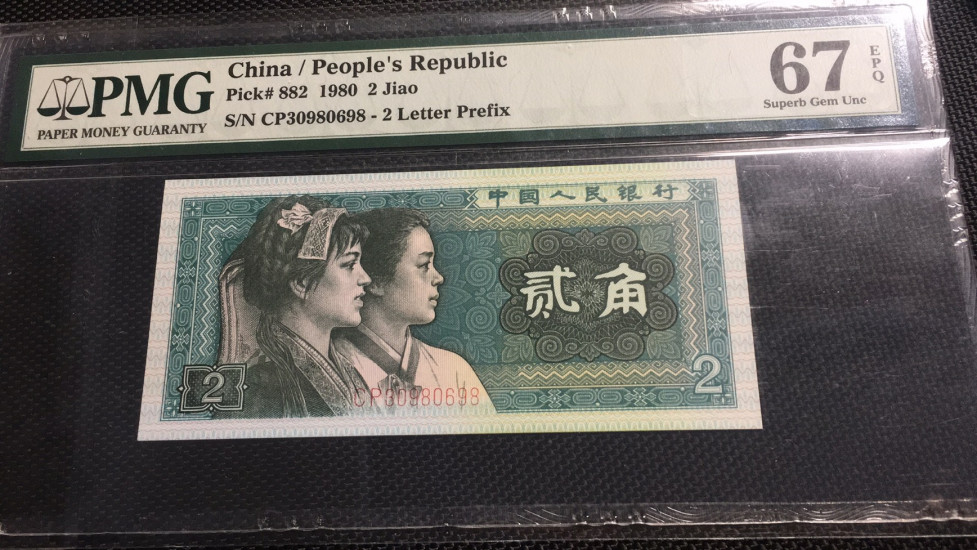 PMG
PAPER MONEY GUARANTY
China / People's Republic
Pick# 882 1980 2 Jiao
S/N CP30980698 - 2 Letter Prefix
67
EPQ
Superb Gem Unc
中国人民银行
贰角
2
2
CP30980698